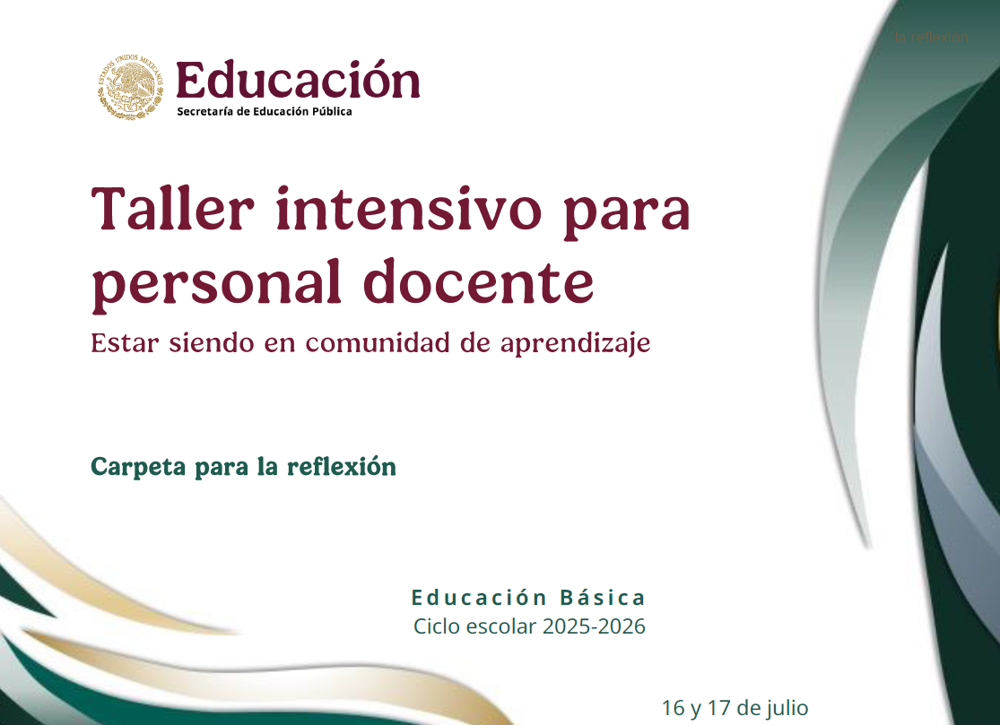 la reflexión
ESTADOS UNIDOS MEXICANOS
Educación
Secretaría de Educación Pública
Taller intensivo para
personal docente
Estar siendo en comunidad de aprendizaje
Carpeta para la reflexión
Educación Básica
Ciclo escolar 2025-2026
16 y 17 de julio